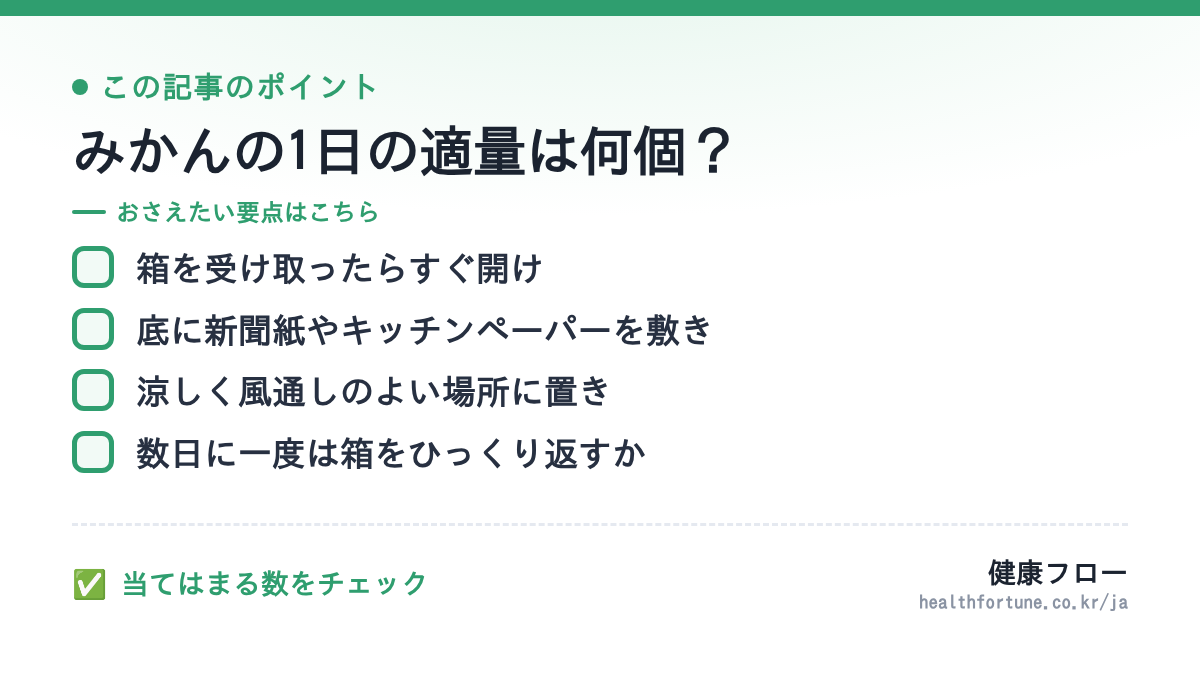 この記事のポイント
みかんの1日の適量は何個？
おさえたい要点はこちら
箱を受け取ったらすぐ開け
底に新聞紙やキッチンペーパーを敷き
涼しく風通しのよい場所に置き
数日に一度は箱をひっくり返すか
当てはまる数をチェック
健康フロー
healthfortune.co.kr/ja